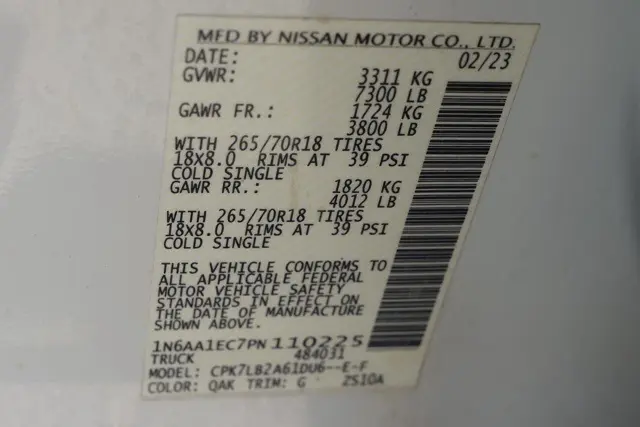 MFD BY NISSAN MOTOR CO., LTD.
DATE: 02/23
GVWR: 3311 KG
7300 LB
GAWR FR.: 1724 KG
3800 LB
WITH 265/70R18 TIRES
18X8.0 RIMS AT 39 PSI
COLD SINGLE
GAWR RR.: 1820 KG
4012 LB
WITH 265/70R18 TIRES
18X8.0 RIMS AT 39 PSI
COLD SINGLE
THIS VEHICLE CONFORMS TO
ALL APPLICABLE FEDERAL
MOTOR VEHICLE SAFETY
STANDARDS IN EFFECT ON
THE DATE OF MANUFACTURE
SHOWN ABOVE.
1N6AA1EC7PN110225
TRUCK 484031
MODEL: CPK7LB2A61DU6--E-F
COLOR: QAK TRIM: G ZS10A